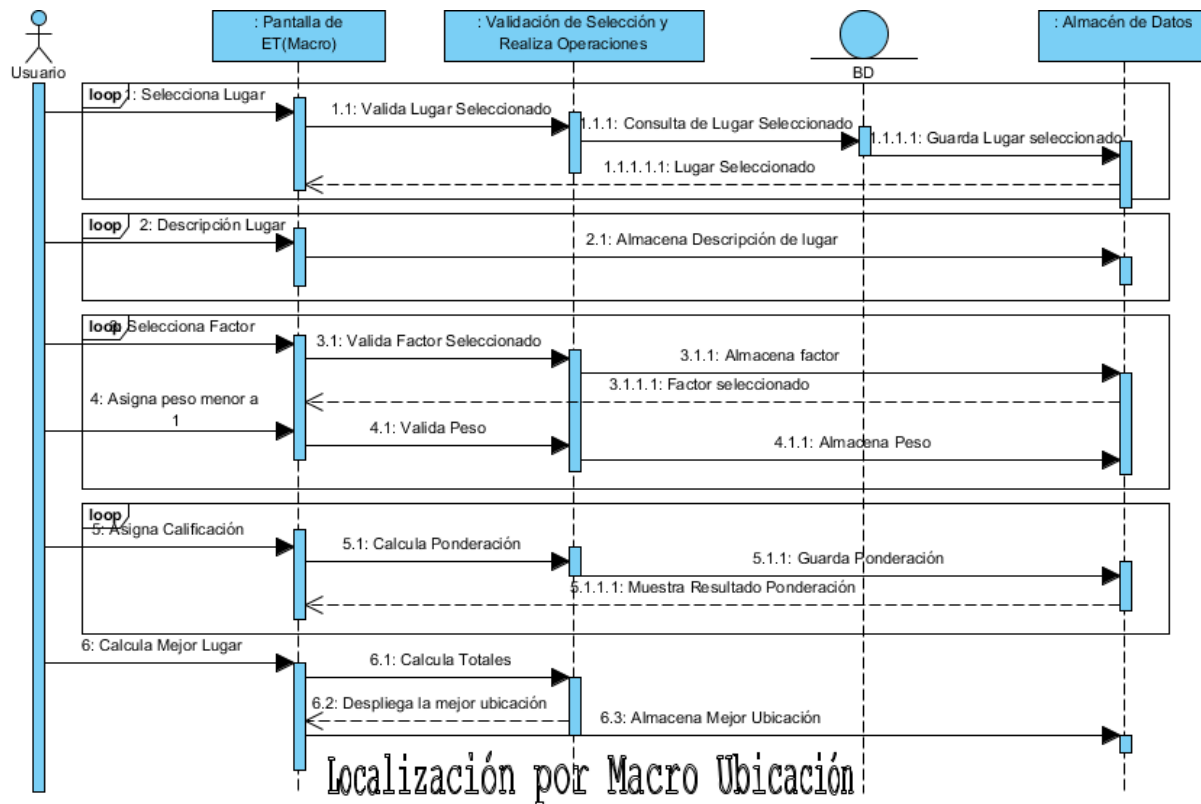 : Pantalla de
ET(Macro)
: Validación de Selección y
Realiza Operaciones
: Almacén de Datos
Usuario
BD
loop
1: Selecciona Lugar
1.1: Valida Lugar Seleccionado
1.1.1: Consulta de Lugar Seleccionado
1.1.1.1: Guarda Lugar seleccionado
1.1.1.1.1: Lugar Seleccionado
loop
2: Descripción Lugar
2.1: Almacena Descripción de lugar
loop
3: Selecciona Factor
3.1: Valida Factor Seleccionado
3.1.1: Almacena factor
3.1.1.1: Factor seleccionado
4: Asigna peso menor a
1
4.1: Valida Peso
4.1.1: Almacena Peso
loop
5: Asigna Calificación
5.1: Calcula Ponderación
5.1.1: Guarda Ponderación
5.1.1.1: Muestra Resultado Ponderación
6: Calcula Mejor Lugar
6.1: Calcula Totales
6.2: Despliega la mejor ubicación
6.3: Almacena Mejor Ubicación
Localización por Macro Ubicación